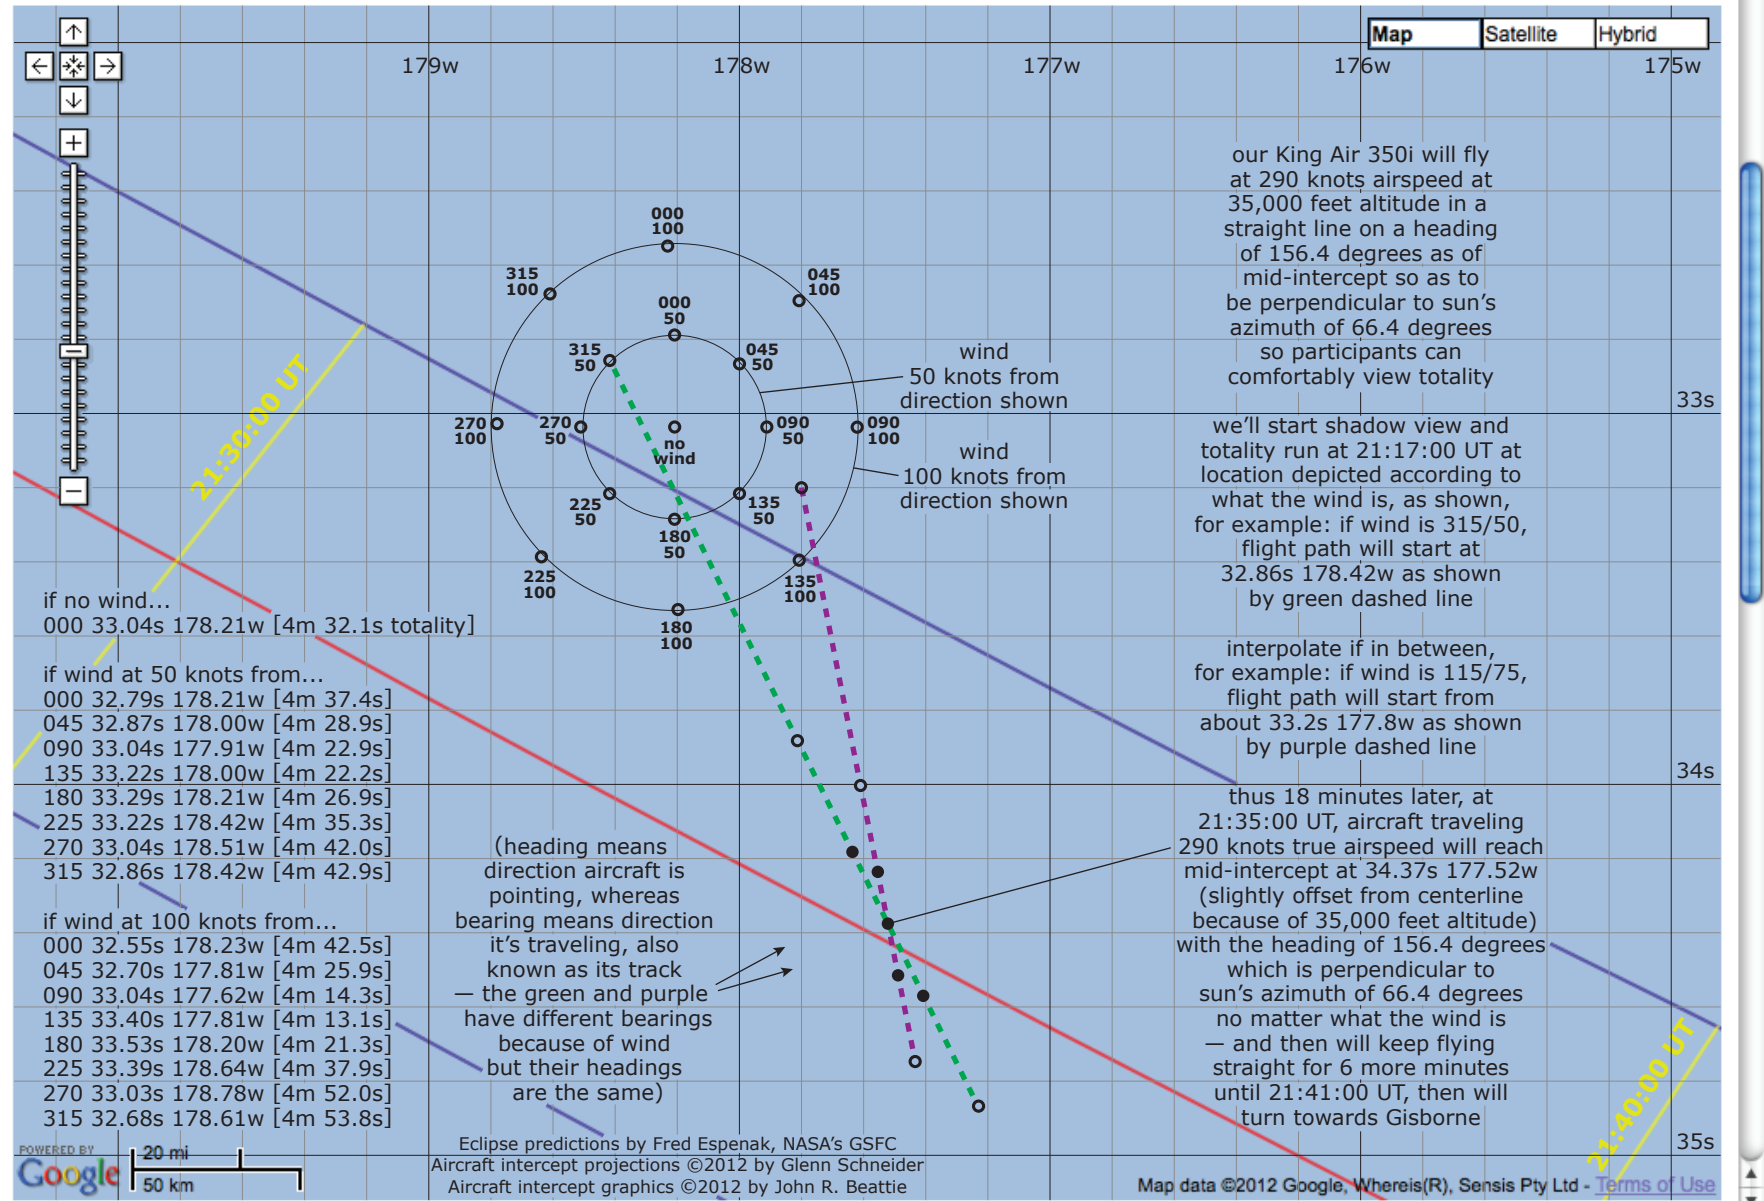 Map
Satellite
Hybrid
179w
178w
177w
176w
175w
33s
34s
35s
21:30:00 UT
21:40:00 UT
000
100
045
100
090
100
135
100
180
100
225
100
270
100
315
100
000
50
045
50
090
50
135
50
180
50
225
50
270
50
315
50
no
wind
wind
50 knots from
direction shown
wind
100 knots from
direction shown
our King Air 350i will fly
at 290 knots airspeed at
35,000 feet altitude in a
straight line on a heading
of 156.4 degrees as of
mid-intercept so as to
be perpendicular to sun's
azimuth of 66.4 degrees
so participants can
comfortably view totality
we'll start shadow view and
totality run at 21:17:00 UT at
location depicted according to
what the wind is, as shown,
for example: if wind is 315/50,
flight path will start at
32.86s 178.42w as shown
by green dashed line
interpolate if in between,
for example: if wind is 115/75,
flight path will start from
about 33.2s 177.8w as shown
by purple dashed line
thus 18 minutes later, at
21:35:00 UT, aircraft traveling
290 knots true airspeed will reach
mid-intercept at 34.37s 177.52w
(slightly offset from centerline
because of 35,000 feet altitude)
with the heading of 156.4 degrees
which is perpendicular to
sun's azimuth of 66.4 degrees
no matter what the wind is
— and then will keep flying
straight for 6 more minutes
until 21:41:00 UT, then will
turn towards Gisborne
if no wind...
000 33.04s 178.21w [4m 32.1s totality]
if wind at 50 knots from...
000 32.79s 178.21w [4m 37.4s]
045 32.87s 178.00w [4m 28.9s]
090 33.04s 177.91w [4m 22.9s]
135 33.22s 178.00w [4m 22.2s]
180 33.29s 178.21w [4m 26.9s]
225 33.22s 178.42w [4m 35.3s]
270 33.04s 178.51w [4m 42.0s]
315 32.86s 178.42w [4m 42.9s]
if wind at 100 knots from...
000 32.55s 178.23w [4m 42.5s]
045 32.70s 177.81w [4m 25.9s]
090 33.04s 177.62w [4m 14.3s]
135 33.40s 177.81w [4m 13.1s]
180 33.53s 178.20w [4m 21.3s]
225 33.39s 178.64w [4m 37.9s]
270 33.03s 178.78w [4m 52.0s]
315 32.68s 178.61w [4m 53.8s]
(heading means
direction aircraft is
pointing, whereas
bearing means direction
it's traveling, also
known as its track
— the green and purple
have different bearings
because of wind
but their headings
are the same)
POWERED BY
Google
20 mi
50 km
Eclipse predictions by Fred Espenak, NASA's GSFC
Aircraft intercept projections ©2012 by Glenn Schneider
Aircraft intercept graphics ©2012 by John R. Beattie
Map data ©2012 Google, Whereis(R), Sensis Pty Ltd - Terms of Use